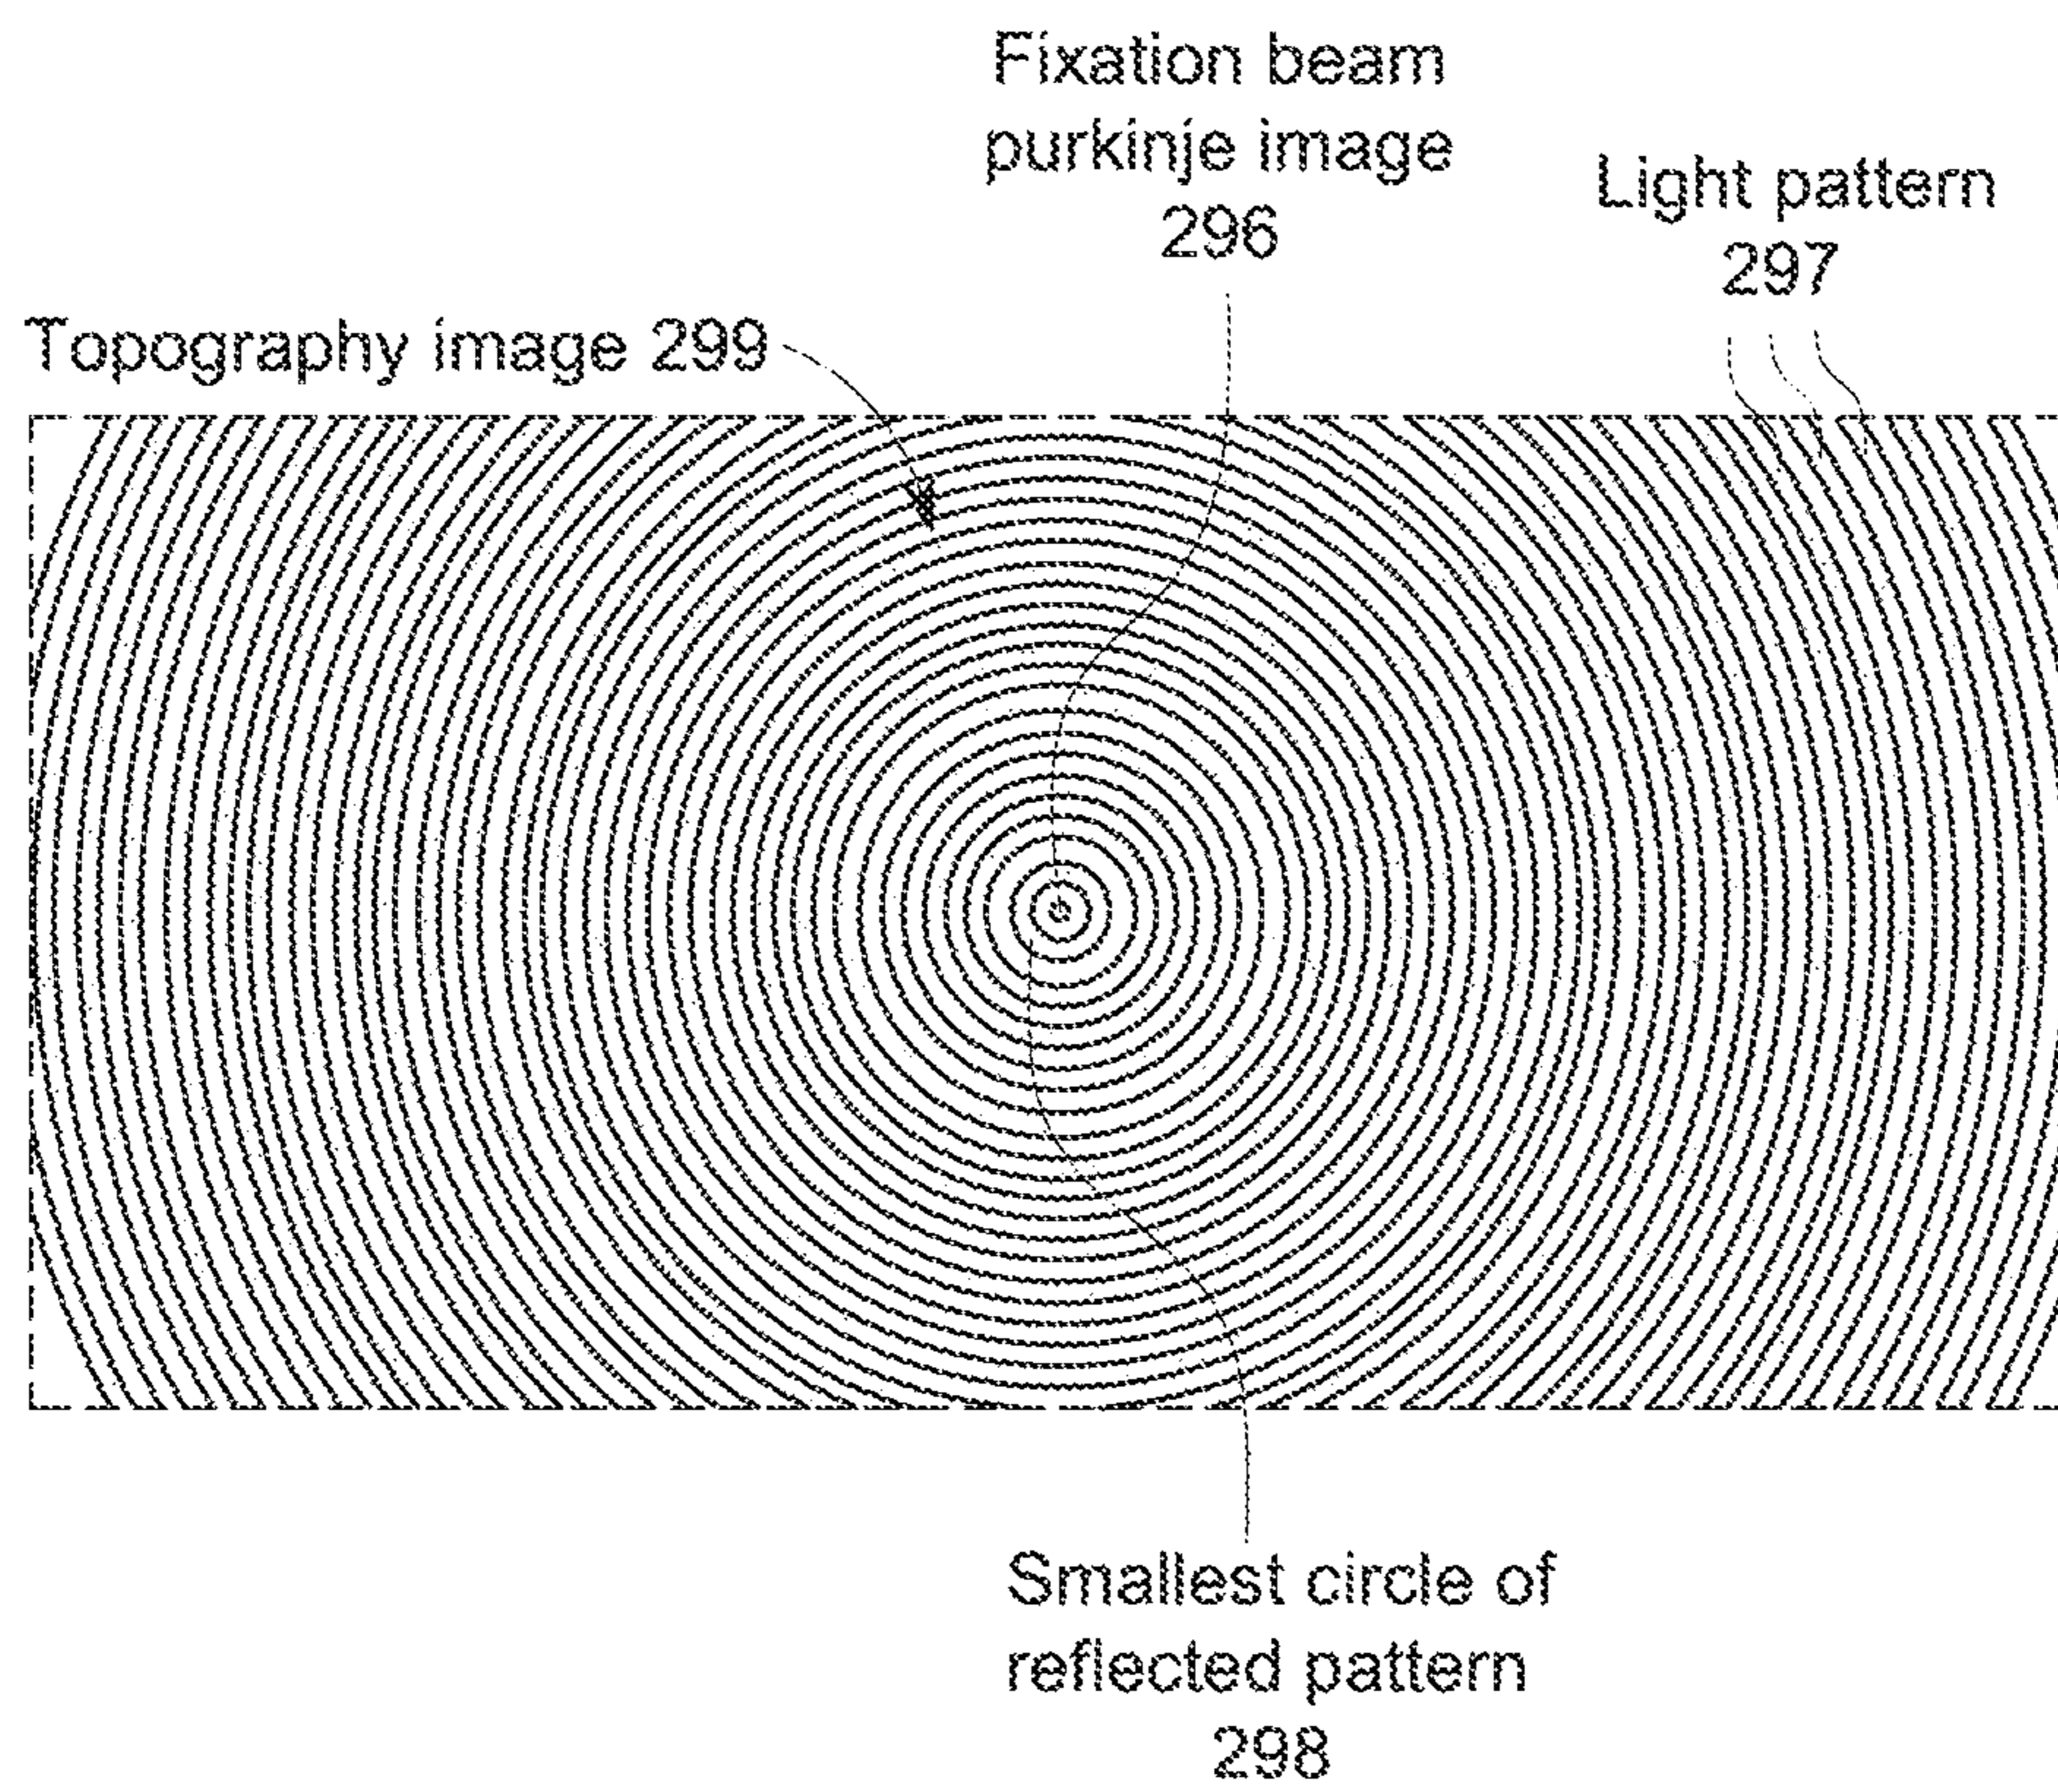 Fixation beam
purkinje image
296
Light pattern
297
Topography image 299
Smallest circle of
reflected pattern
298